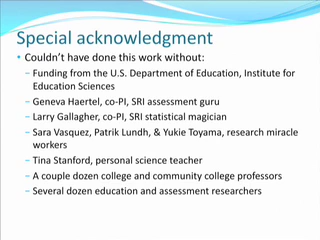 Special acknowledgment
• Couldn't have done this work without:
– Funding from the U.S. Department of Education, Institute for
Education Sciences
– Geneva Haertel, co-PI, SRI assessment guru
– Larry Gallagher, co-PI, SRI statistical magician
– Sara Vasquez, Patrik Lundh, & Yukie Toyama, research miracle
workers
– Tina Stanford, personal science teacher
– A couple dozen college and community college professors
– Several dozen education and assessment researchers